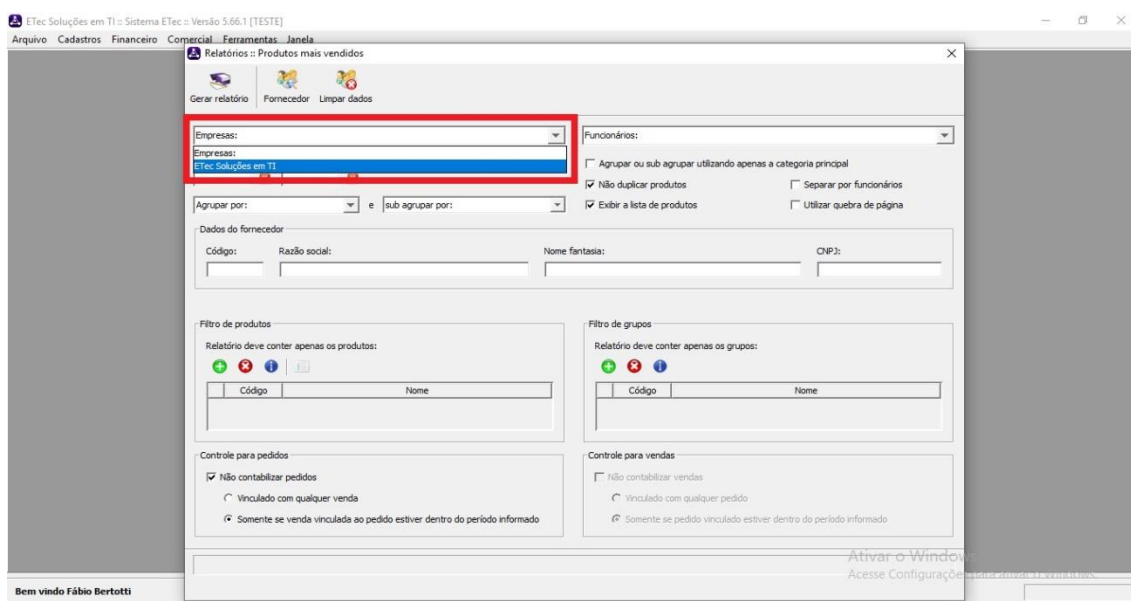 ETec Soluções em TI :: Sistema ETec :: Versão 5.66.1 [TESTE]
Arquivo Cadastros Financeiro Comercial Ferramentas Janela
Relatórios :: Produtos mais vendidos
Gerar relatório Fornecedor Limpar dados
Empresas: Funcionários:
Empresas:
ETec Soluções em TI
Agrupar ou sub agrupar utilizando apenas a categoria principal
Não duplicar produtos Separar por funcionários
Agrupar por: e sub agrupar por: Exibir a lista de produtos Utilizar quebra de página
Dados do fornecedor
Código: Razão social: Nome fantasia: CNPJ:
Filtro de produtos Filtro de grupos
Relatório deve conter apenas os produtos: Relatório deve conter apenas os grupos:
Código Nome Código Nome
Controle para pedidos Controle para vendas
Não contabilizar pedidos Não contabilizar vendas
Vinculado com qualquer venda Vinculado com qualquer pedido
Somente se venda vinculada ao pedido estiver dentro do período informado Somente se pedido vinculado estiver dentro do período informado
Ativar o Windows
Acesse Configurações para ativar o Windows.
Bem vindo Fábio Bertotti